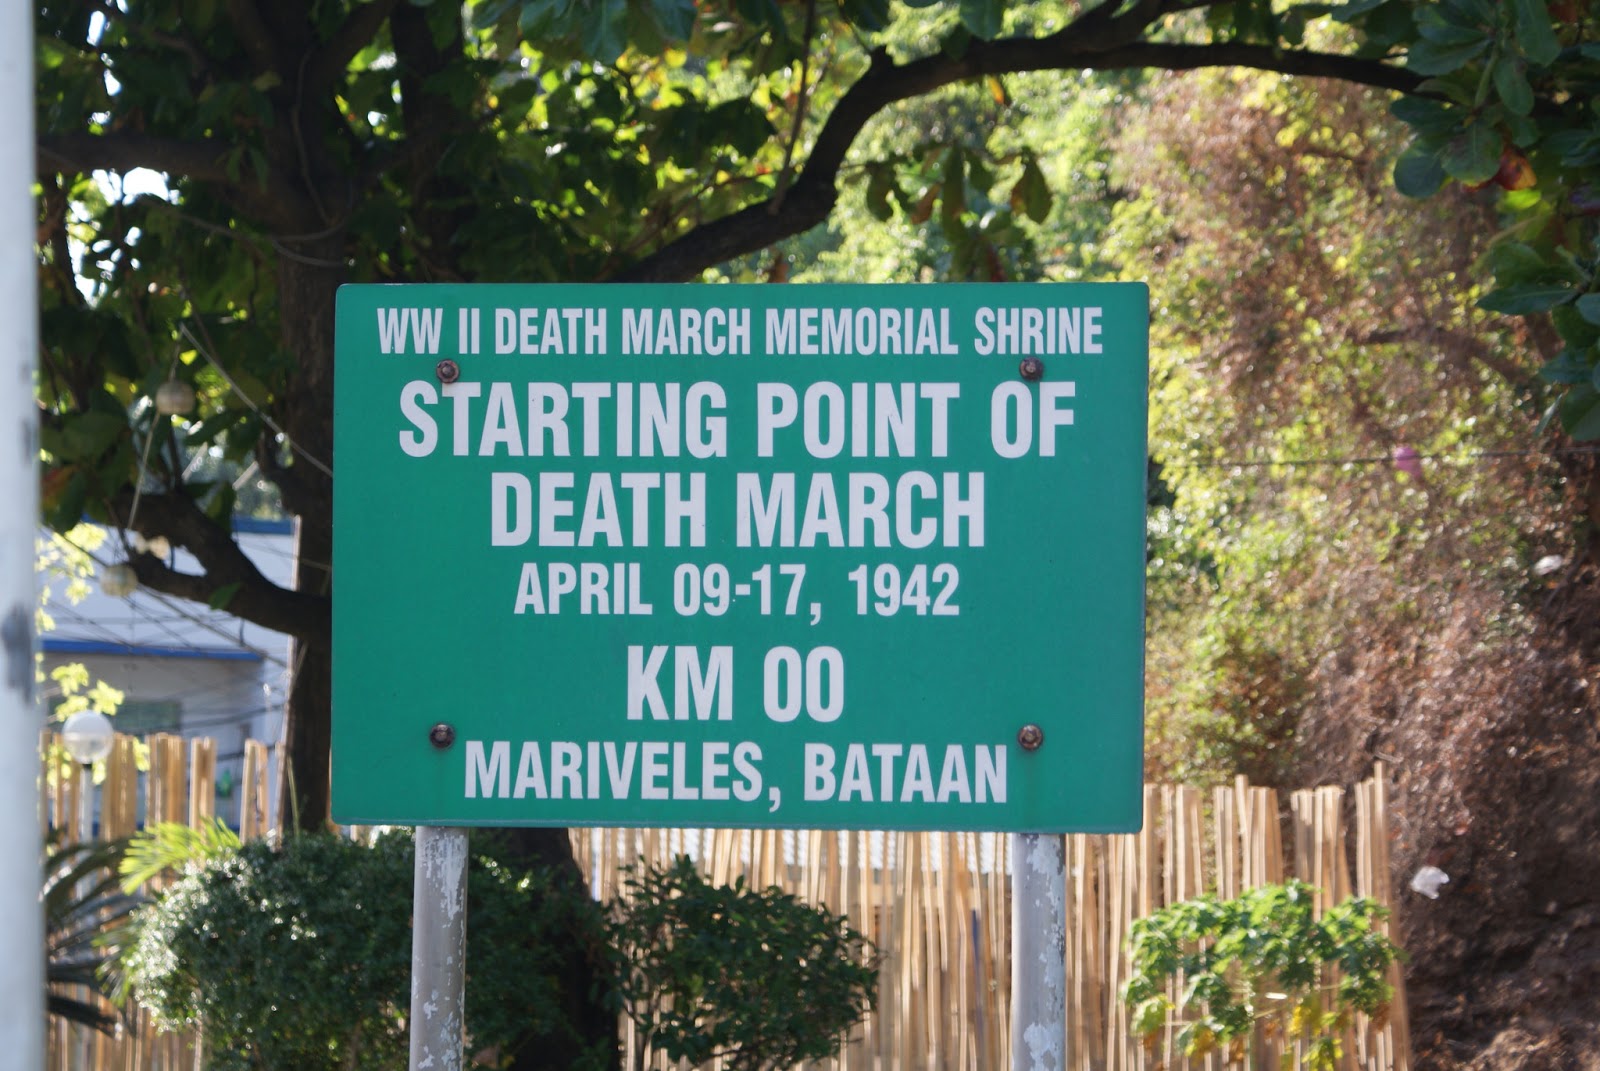 WW II DEATH MARCH MEMORIAL SHRINE
STARTING POINT OF
DEATH MARCH
APRIL 09-17, 1942
KM 00
MARIVELES, BATAAN